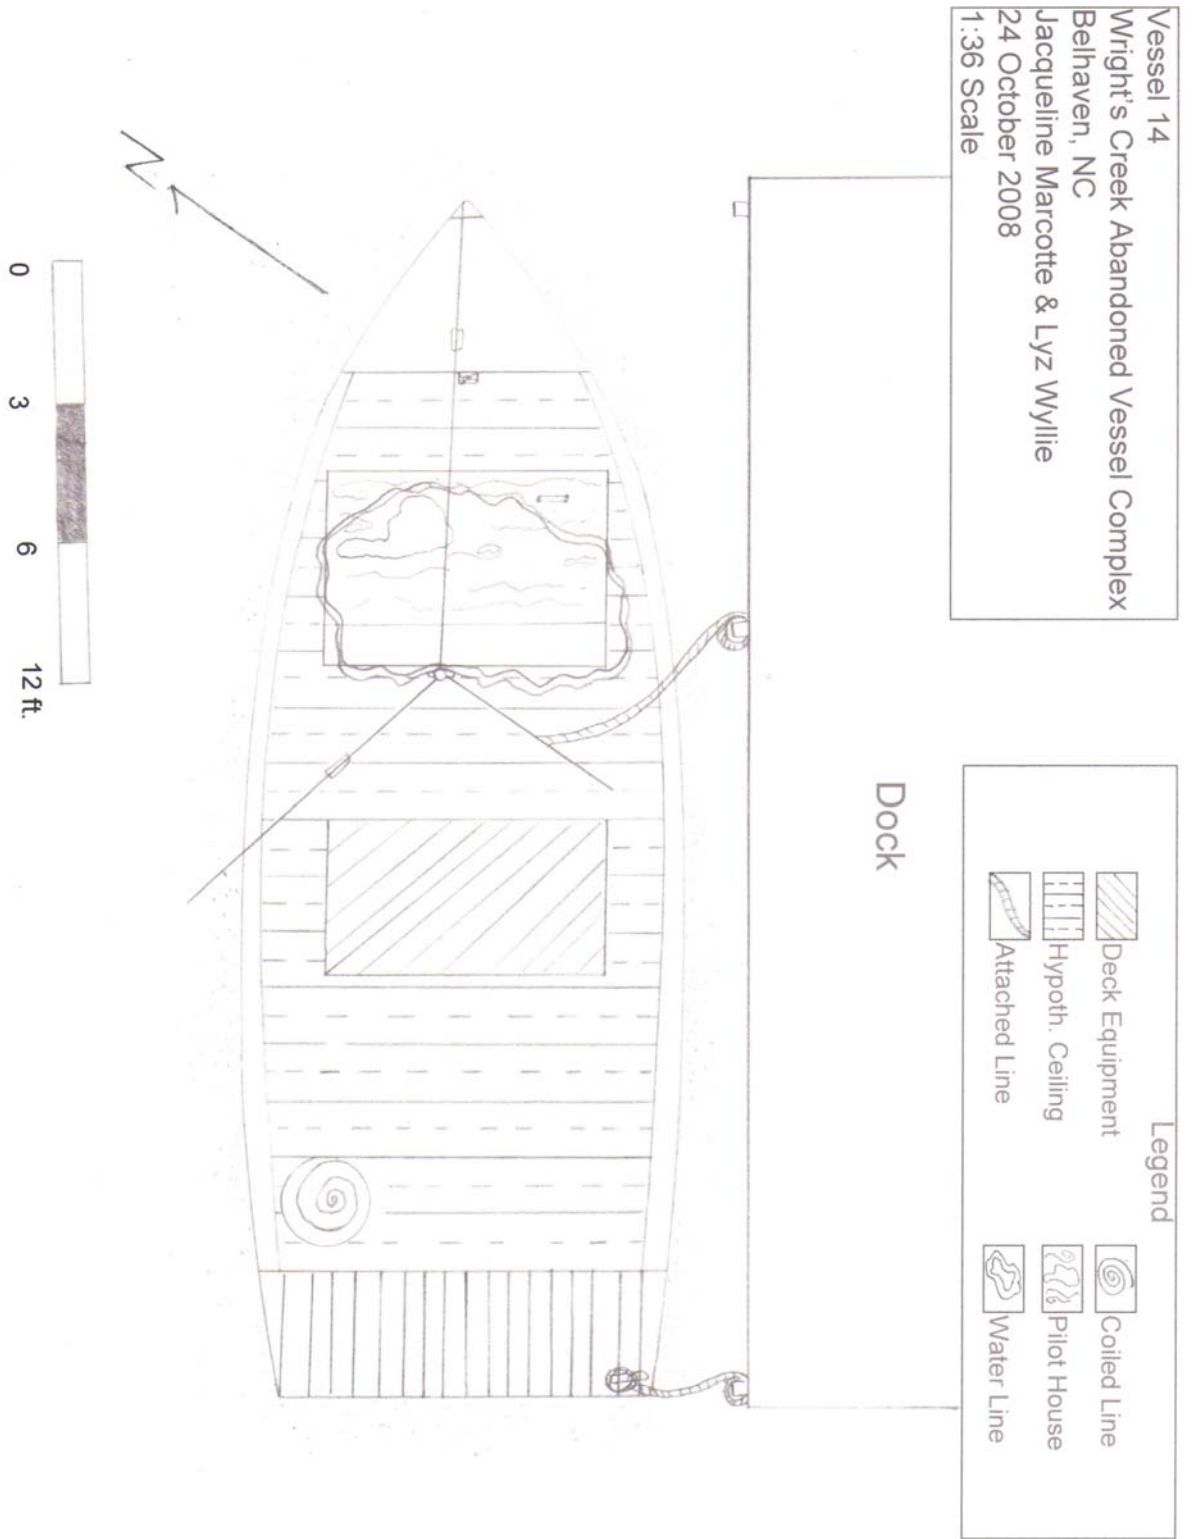 Vessel 14
Wright's Creek Abandoned Vessel Complex
Belhaven, NC
Jacqueline Marcotte & Lyz Wyllie
24 October 2008
1:36 Scale
Legend
Deck Equipment
Hypoth. Ceiling
Attached Line
Coiled Line
Pilot House
Water Line
Dock
N
0
3
6
12 ft.